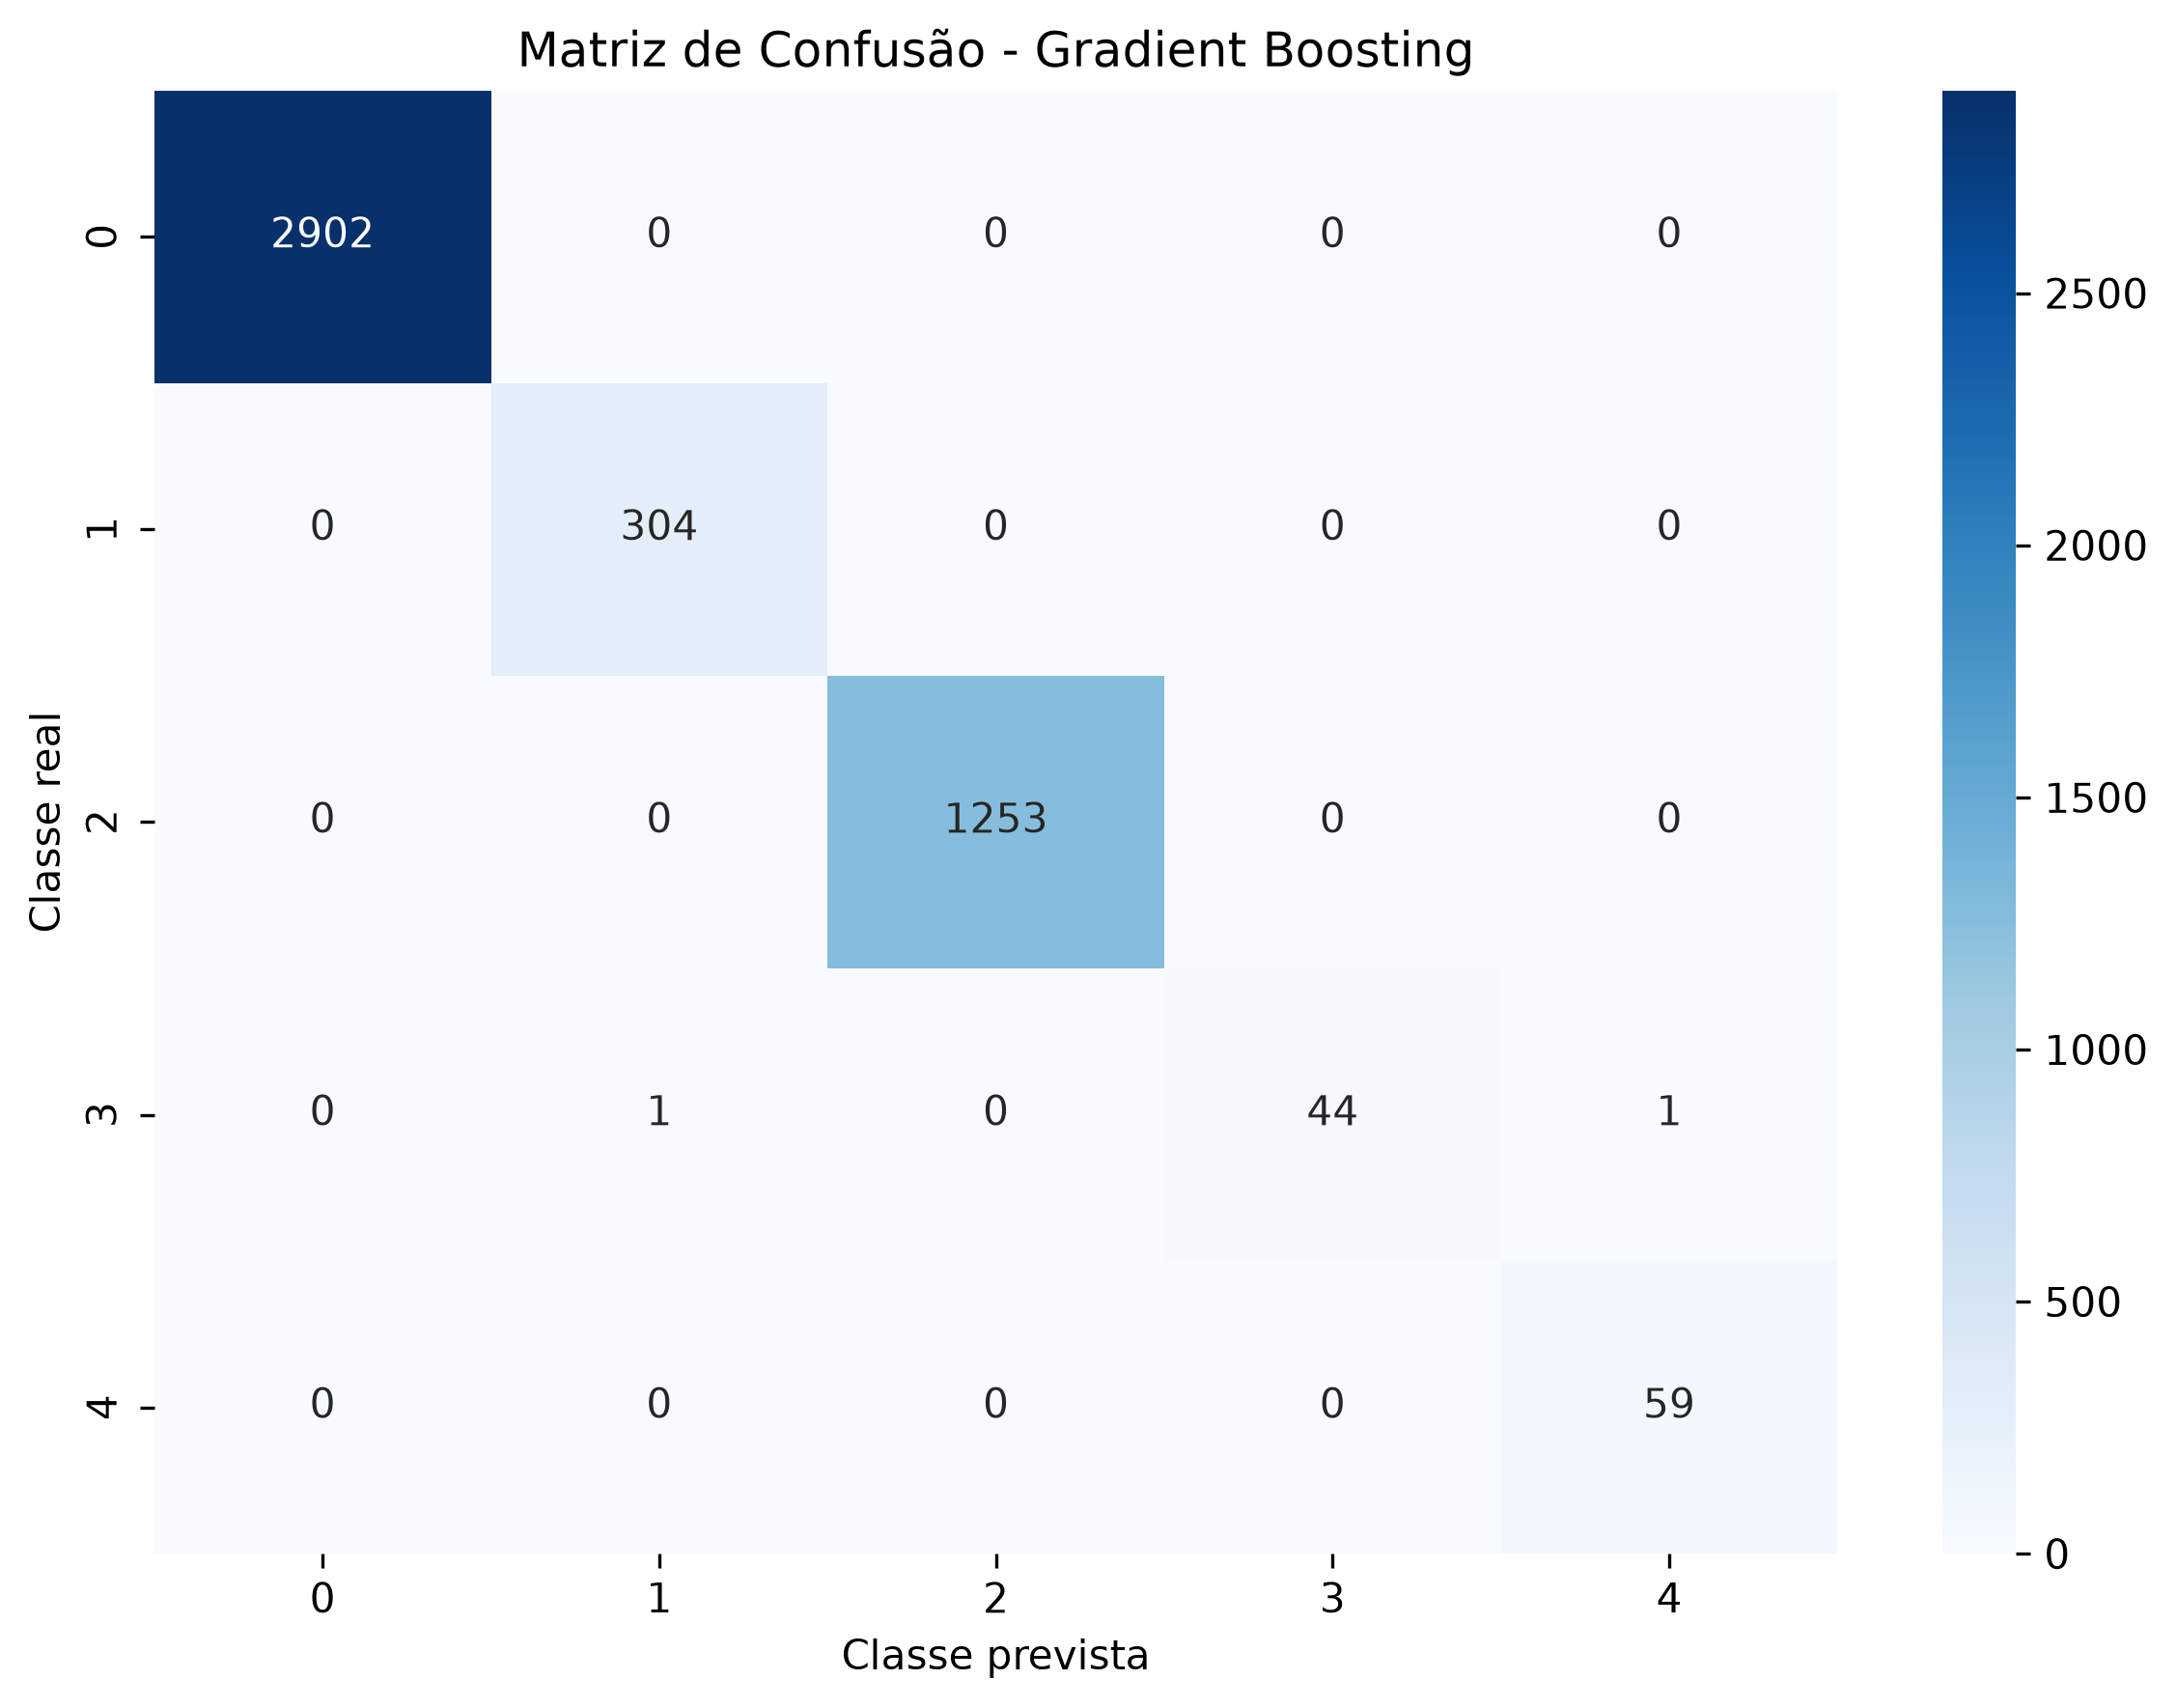 Matriz de Confusão - Gradient Boosting
Classe real
0 2902 0 0 0 0
1 0 304 0 0 0
2 0 0 1253 0 0
3 0 1 0 44 1
4 0 0 0 0 59
0 1 2 3 4
Classe prevista
2500
2000
1500
1000
500
0